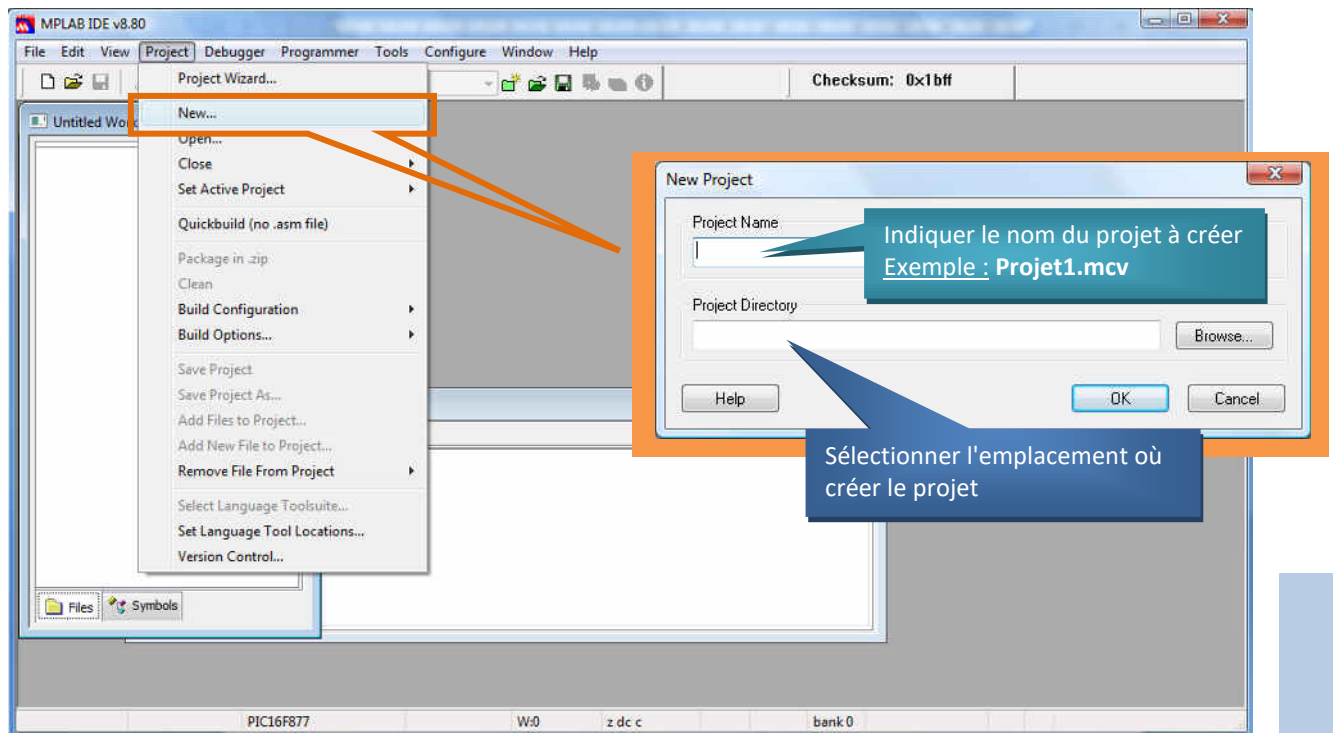 MPLAB IDE v8.80
File Edit View Project Debugger Programmer Tools Configure Window Help
Checksum: 0x1bff
Project Wizard...
New...
Open...
Close
Set Active Project
Quickbuild (no .asm file)
Package in .zip
Clean
Build Configuration
Build Options...
Save Project
Save Project As...
Add Files to Project...
Add New File to Project...
Remove File From Project
Select Language Toolsuite...
Set Language Tool Locations...
Version Control...
Untitled
Files Symbols
New Project
Project Name
Indiquer le nom du projet à créer
Exemple : Projet1.mcv
Project Directory
Browse...
Help OK Cancel
Sélectionner l'emplacement où
créer le projet
PIC16F877 W:0 z dc c bank 0